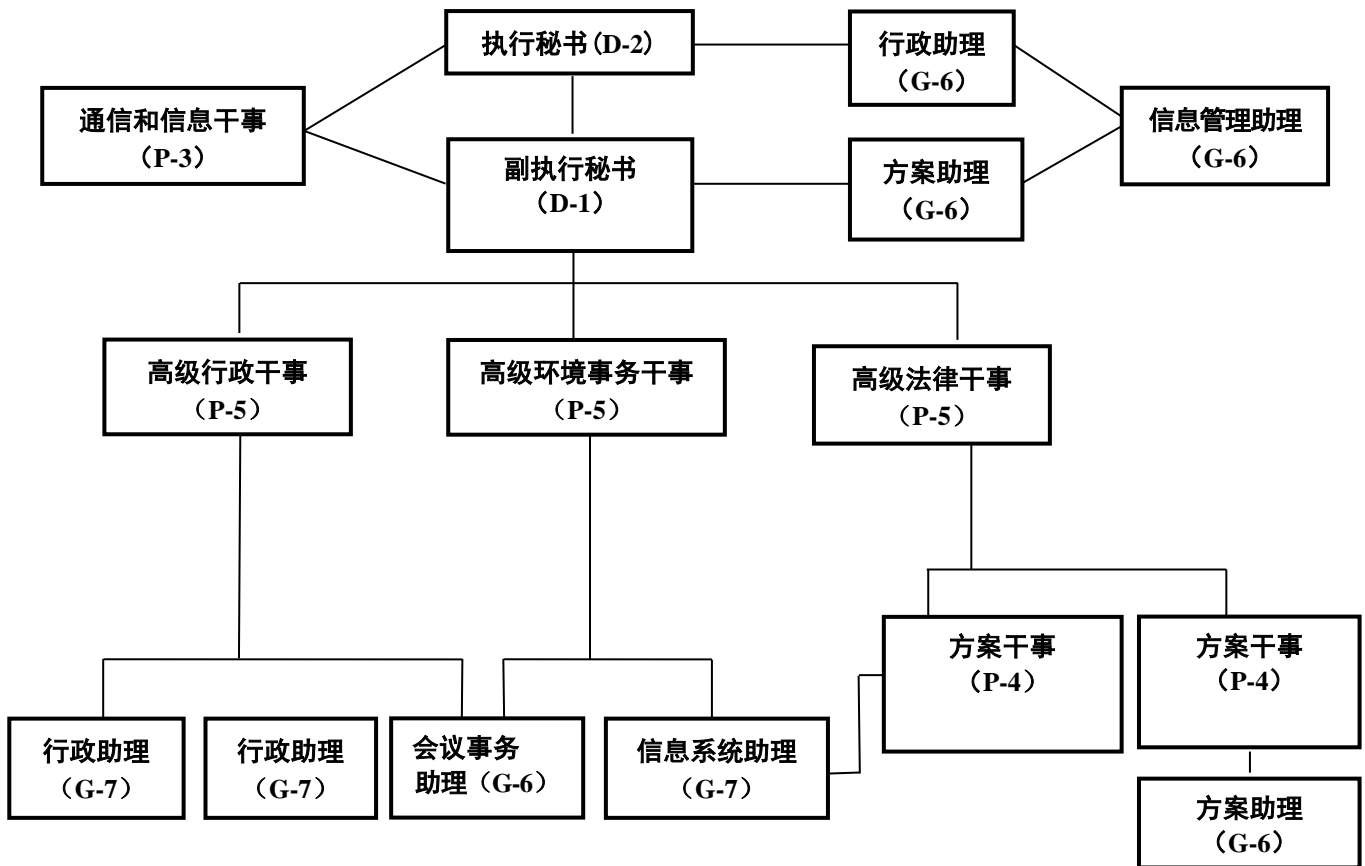 执行秘书(D-2)
行政助理
(G-6)
通信和信息干事
（P-3）
信息管理助理
（G-6）
副执行秘书
（D-1）
方案助理
（G-6）
高级行政干事
（P-5）
高级环境事务干事
（P-5）
高级法律干事
（P-5）
方案干事
（P-4）
方案干事
（P-4）
行政助理
（G-7）
行政助理
（G-7）
会议事务
助理（G-6）
信息系统助理
（G-7）
方案助理
（G-6）